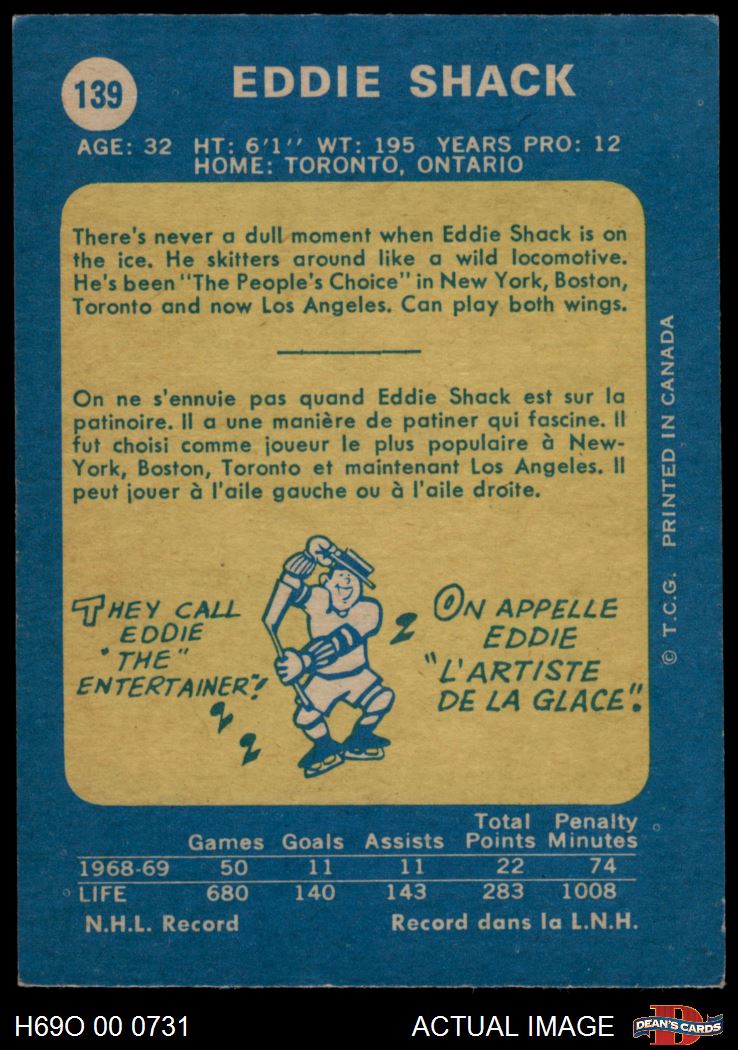 139
EDDIE SHACK
AGE: 32 HT: 6'1'' WT: 195 YEARS PRO: 12
HOME: TORONTO, ONTARIO
There's never a dull moment when Eddie Shack is on
the ice. He skitters around like a wild locomotive.
He's been "The People's Choice" in New York, Boston,
Toronto and now Los Angeles. Can play both wings.
On ne s'ennuie pas quand Eddie Shack est sur la
patinoire. Il a une manière de patiner qui fascine. Il
fut choisi comme joueur le plus populaire à New-
York, Boston, Toronto et maintenant Los Angeles. Il
peut jouer à l'aile gauche ou à l'aile droite.
THEY CALL
EDDIE
"THE"
ENTERTAINER!
ON APPELLE
EDDIE
"L'ARTISTE
DE LA GLACE".
© T.C.G. PRINTED IN CANADA
Games Goals Assists Total Points Penalty Minutes
1968-69 50 11 11 22 74
LIFE 680 140 143 283 1008
N.H.L. Record Record dans la L.N.H.
H69O 00 0731 ACTUAL IMAGE
D DEAN'S CARDS